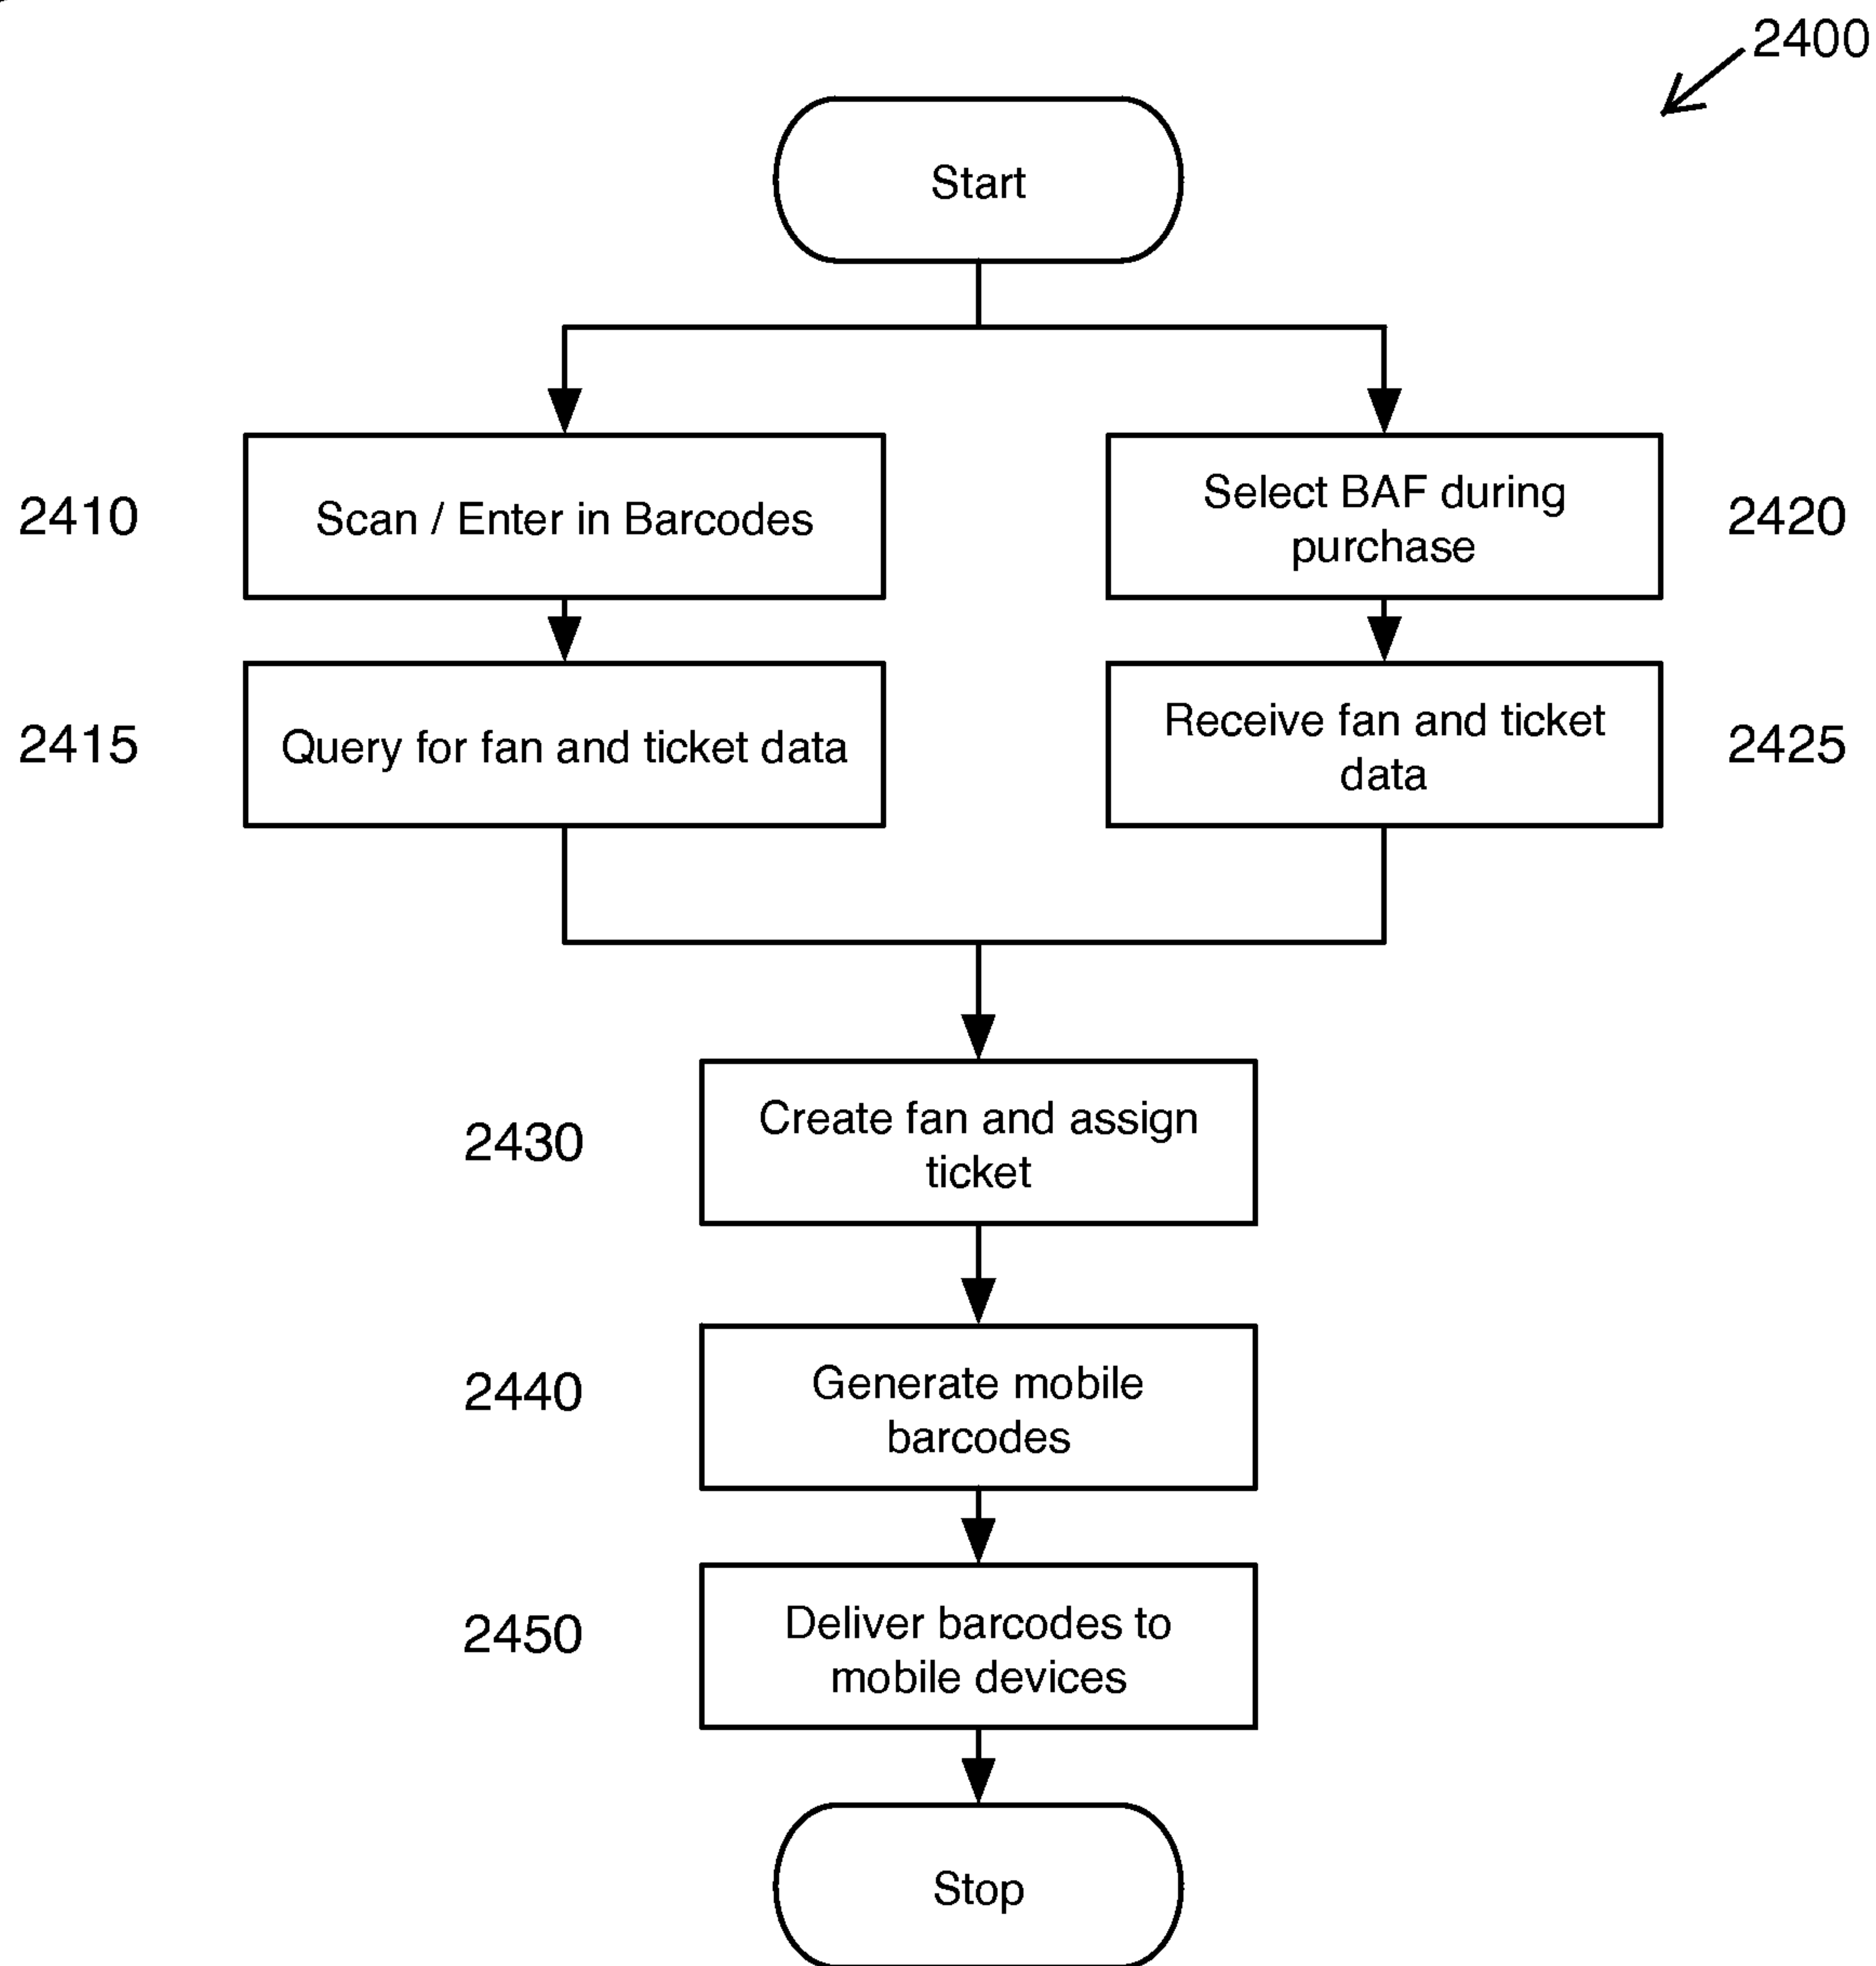 2400
Start
2410
Scan / Enter in Barcodes
Select BAF during
purchase
2420
2415
Query for fan and ticket data
Receive fan and ticket
data
2425
2430
Create fan and assign
ticket
2440
Generate mobile
barcodes
2450
Deliver barcodes to
mobile devices
Stop